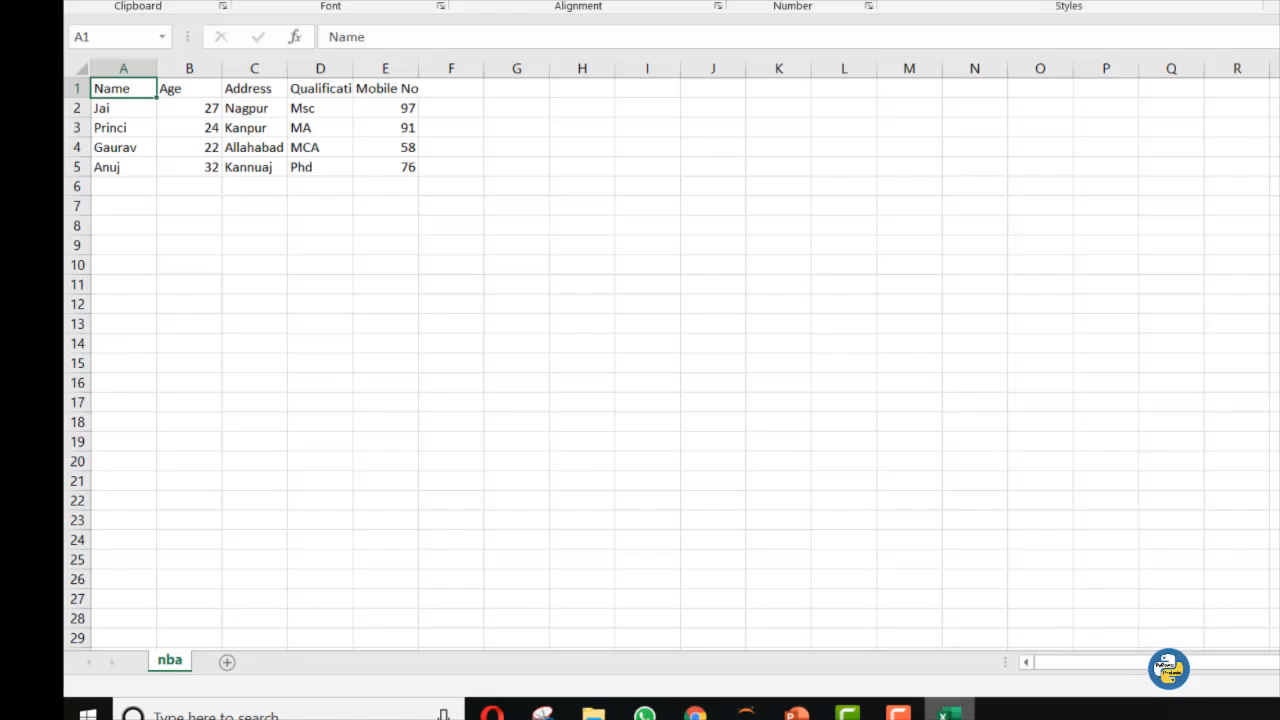 Clipboard Font Alignment Number Styles
A1 fx Name
A B C D E F G H I J K L M N O P Q R
1 Name Age Address Qualificati Mobile No
2 Jai 27 Nagpur Msc 97
3 Princi 24 Kanpur MA 91
4 Gaurav 22 Allahabad MCA 58
5 Anuj 32 Kannuaj Phd 76
6
7
8
9
10
11
12
13
14
15
16
17
18
19
20
21
22
23
24
25
26
27
28
29
nba
Type here to search